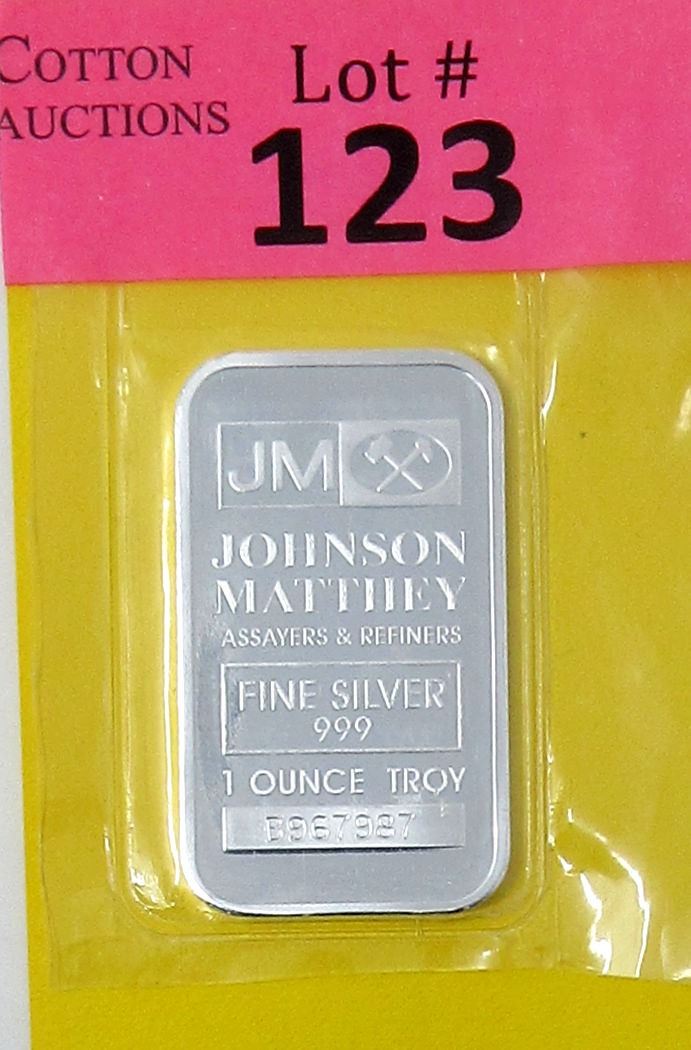 COTTON
AUCTIONS
Lot #
123
JM
JOHNSON
MATTHEY
ASSAYERS & REFINERS
FINE SILVER
999
1 OUNCE TROY
B967987